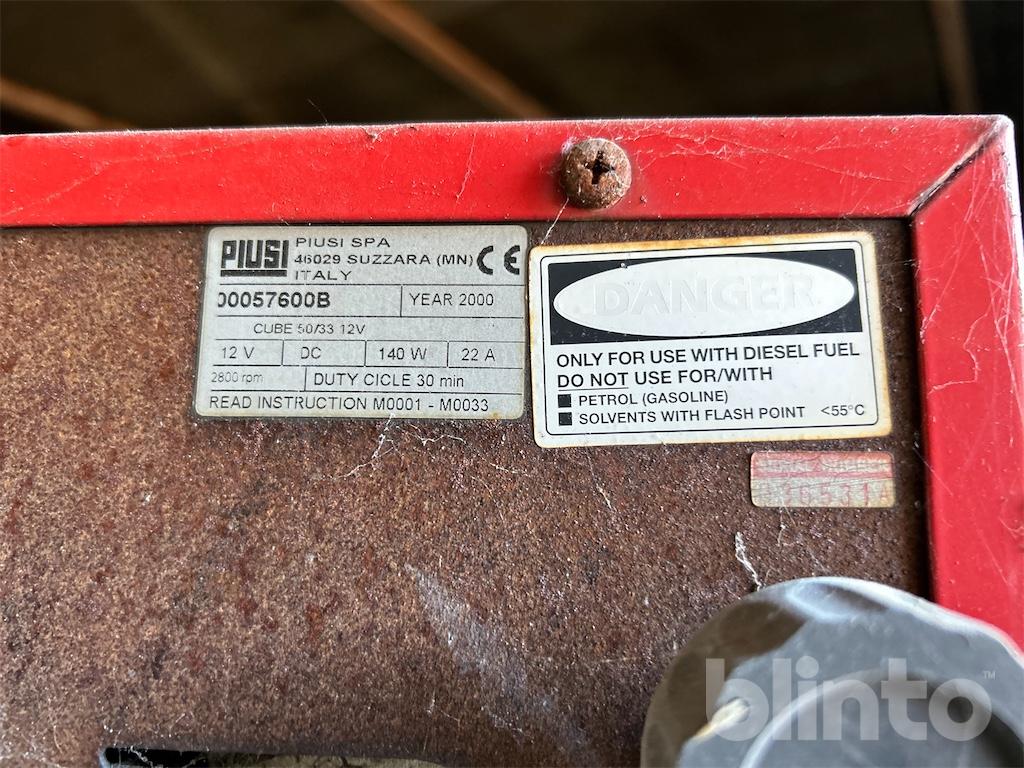 PIUSI PIUSI SPA
46029 SUZZARA (MN) CE
ITALY
00057600B YEAR 2000
CUBE 50/33 12V
12 V DC 140 W 22 A
2800 rpm DUTY CICLE 30 min
READ INSTRUCTION M0001 - M0033
DANGER
ONLY FOR USE WITH DIESEL FUEL
DO NOT USE FOR/WITH
PETROL (GASOLINE)
SOLVENTS WITH FLASH POINT <55°C
blinto™